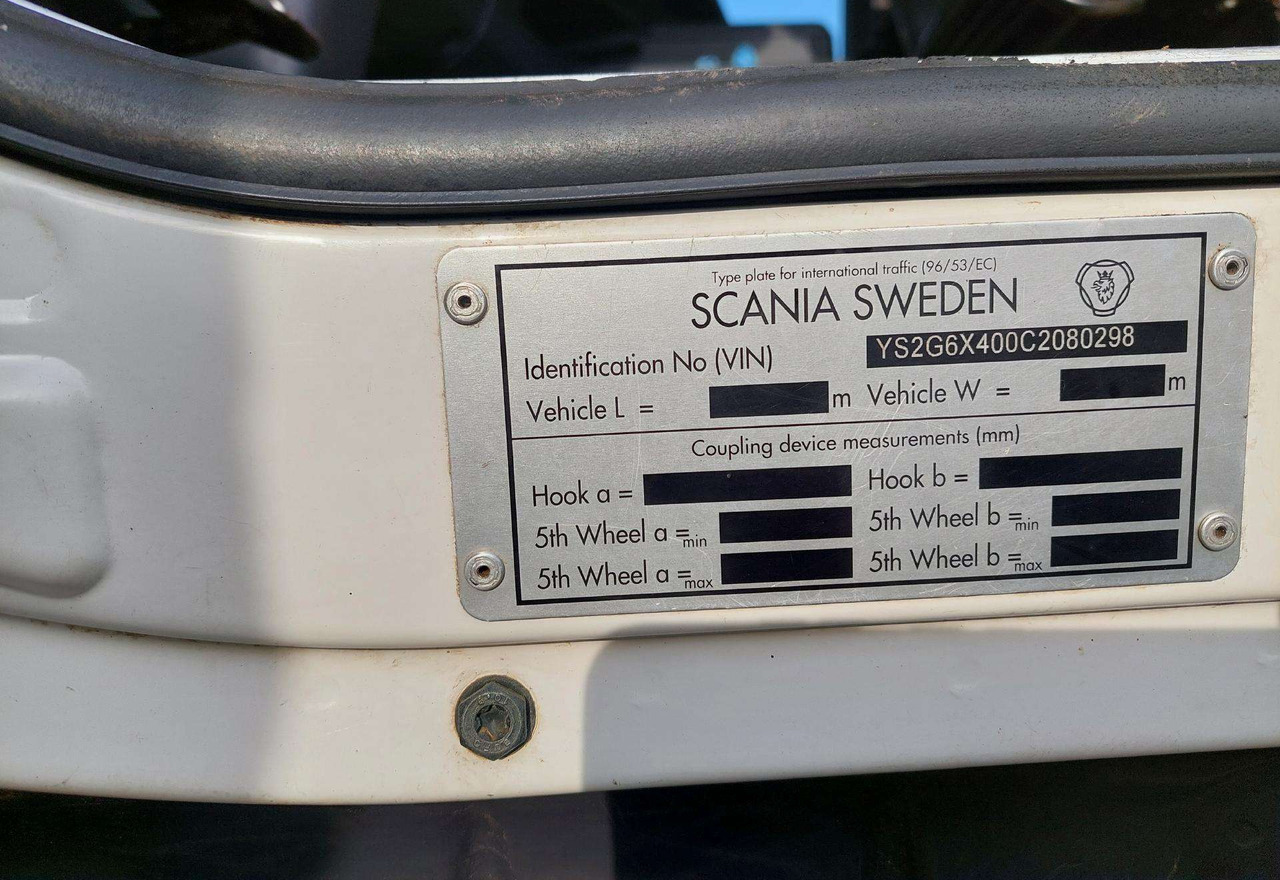 Type plate for international traffic (96/53/EC)
SCANIA SWEDEN
Identification No (VIN) YS2G6X400C2080298
Vehicle L = m Vehicle W = m
Coupling device measurements (mm)
Hook a = Hook b =
5th Wheel a =min 5th Wheel b =min
5th Wheel a =max 5th Wheel b =max